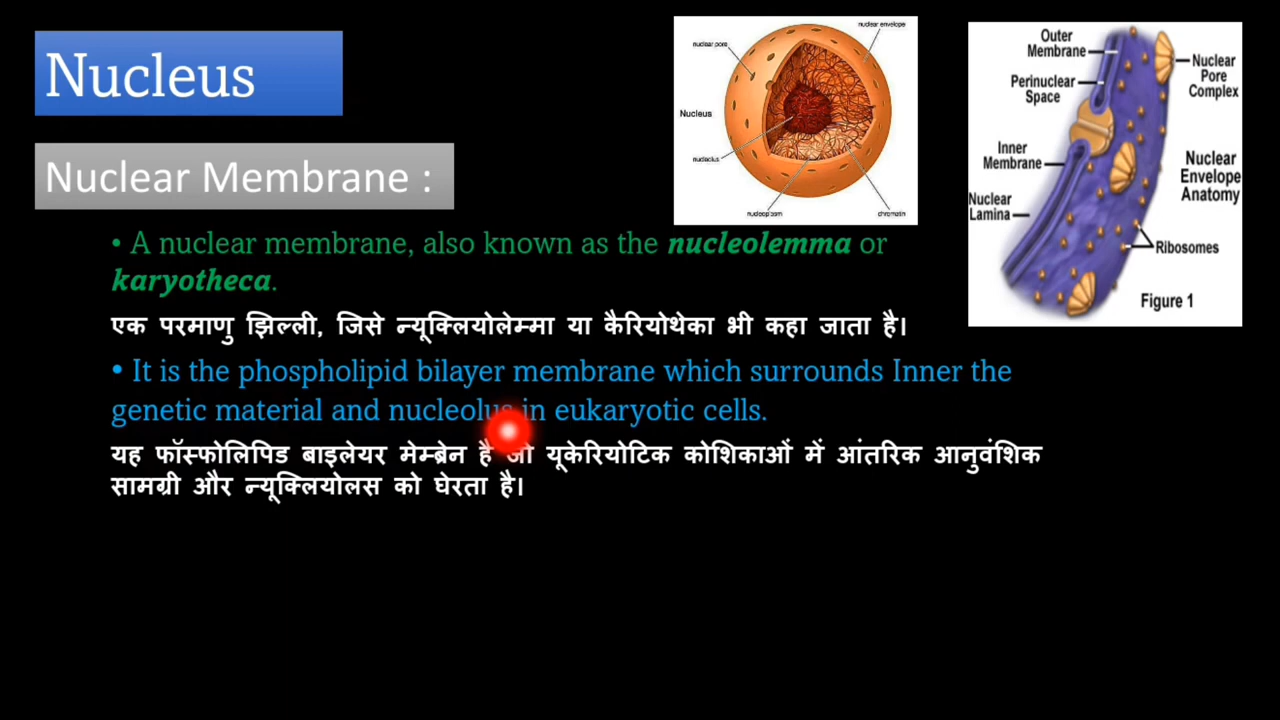 Nucleus
Nuclear Membrane :
nuclear envelope
nuclear pore
Nucleus
nucleolus
nucleoplasm
chromatin
Outer
Membrane
Perinuclear
Space
Inner
Membrane
Nuclear
Lamina
Nuclear
Pore
Complex
Nuclear
Envelope
Anatomy
Ribosomes
Figure 1
• A nuclear membrane, also known as the nucleolemma or
karyotheca.
एक परमाणु झिल्ली, जिसे न्यूक्लियोलेम्मा या कैरियोथेका भी कहा जाता है।
• It is the phospholipid bilayer membrane which surrounds Inner the
genetic material and nucleolus in eukaryotic cells.
यह फॉस्फोलिपिड बाइलेयर मेम्ब्रेन है जो यूकेरियोटिक कोशिकाओं में आंतरिक आनुवंशिक
सामग्री और न्यूक्लियोलस को घेरता है।